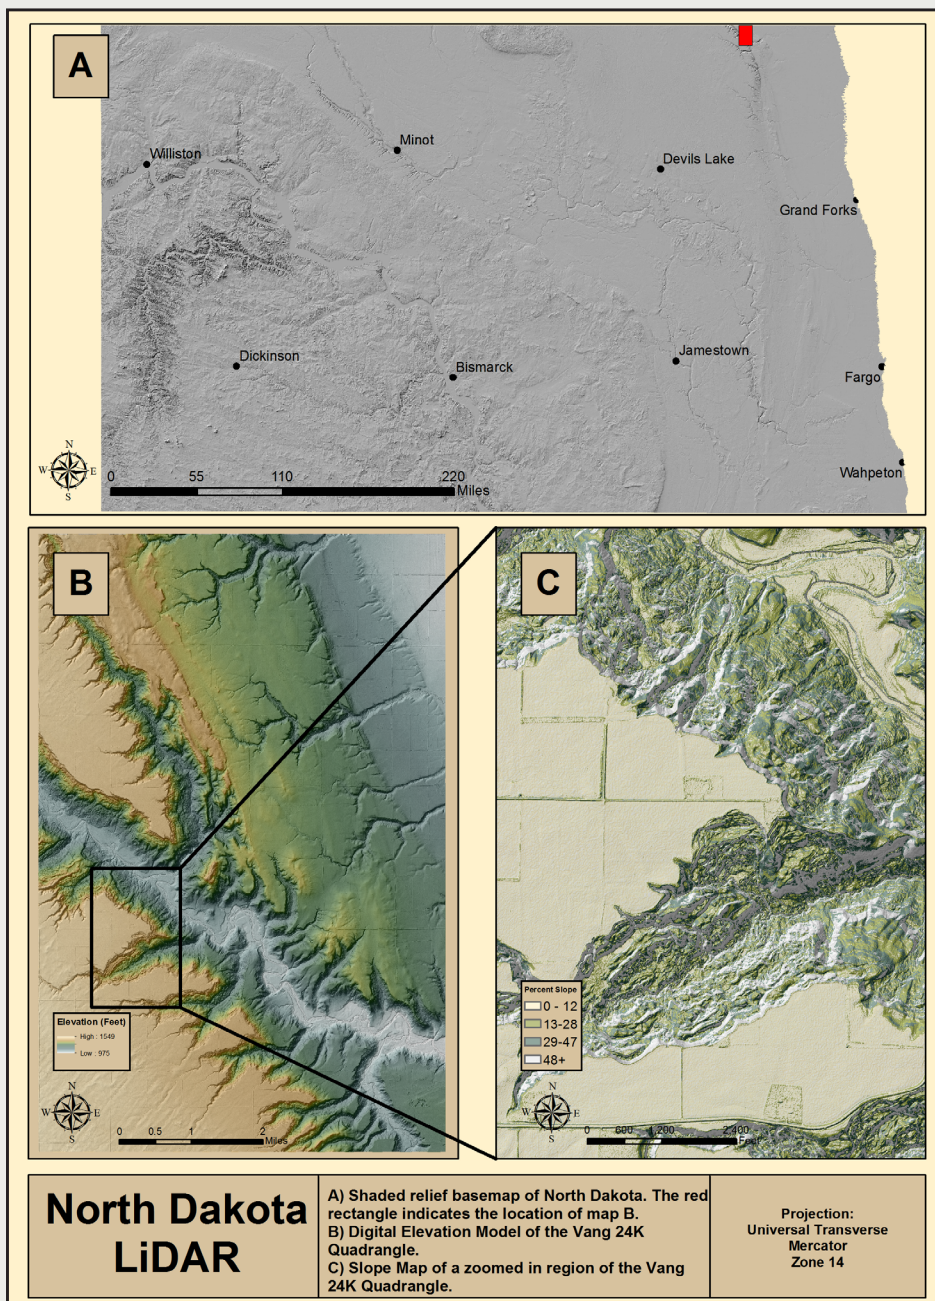 A
Minot
Williston
Devils Lake
Grand Forks
Jamestown
Dickinson
Bismarck
Fargo
Wahpeton
N
W E
S
0 55 110 220
Miles
B
Elevation (Feet)
High : 1549
Low : 975
N
W E
S
0 0.5 1 2
Miles
C
Percent Slope
0 - 12
13-28
29-47
48+
N
W E
S
0 600 1,200 2,400
Feet
North Dakota
LiDAR
A) Shaded relief basemap of North Dakota. The red
rectangle indicates the location of map B.
B) Digital Elevation Model of the Vang 24K
Quadrangle.
C) Slope Map of a zoomed in region of the Vang
24K Quadrangle.
Projection:
Universal Transverse
Mercator
Zone 14